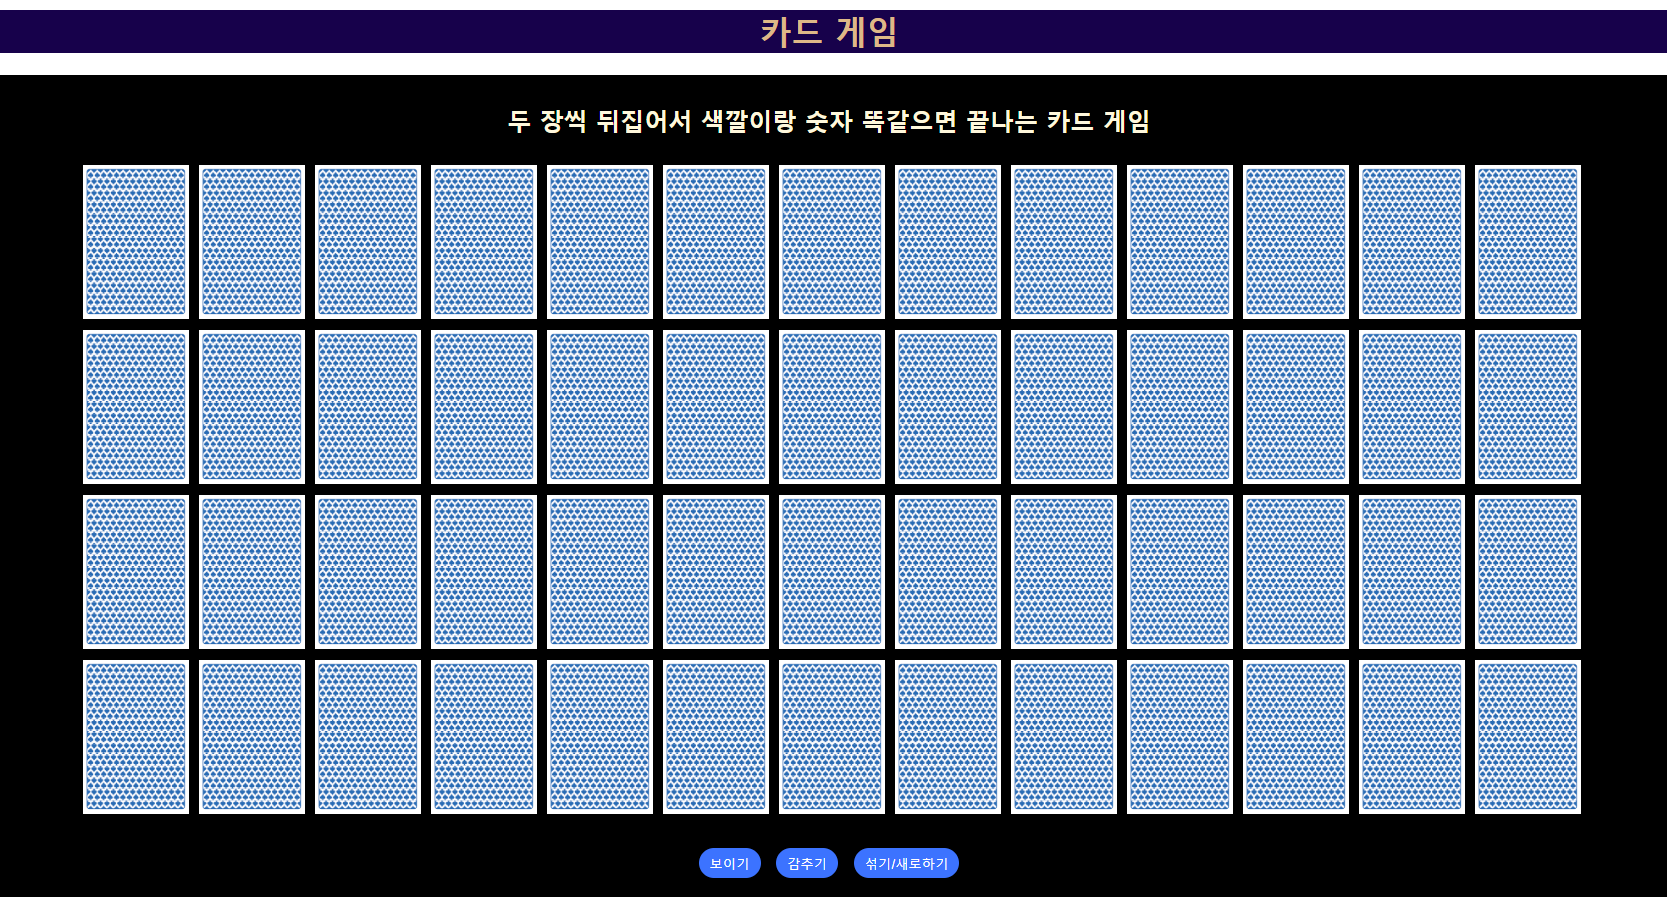 카드 게임
두 장씩 뒤집어서 색깔이랑 숫자 똑같으면 끝나는 카드 게임
보이기 감추기 섞기/새로하기